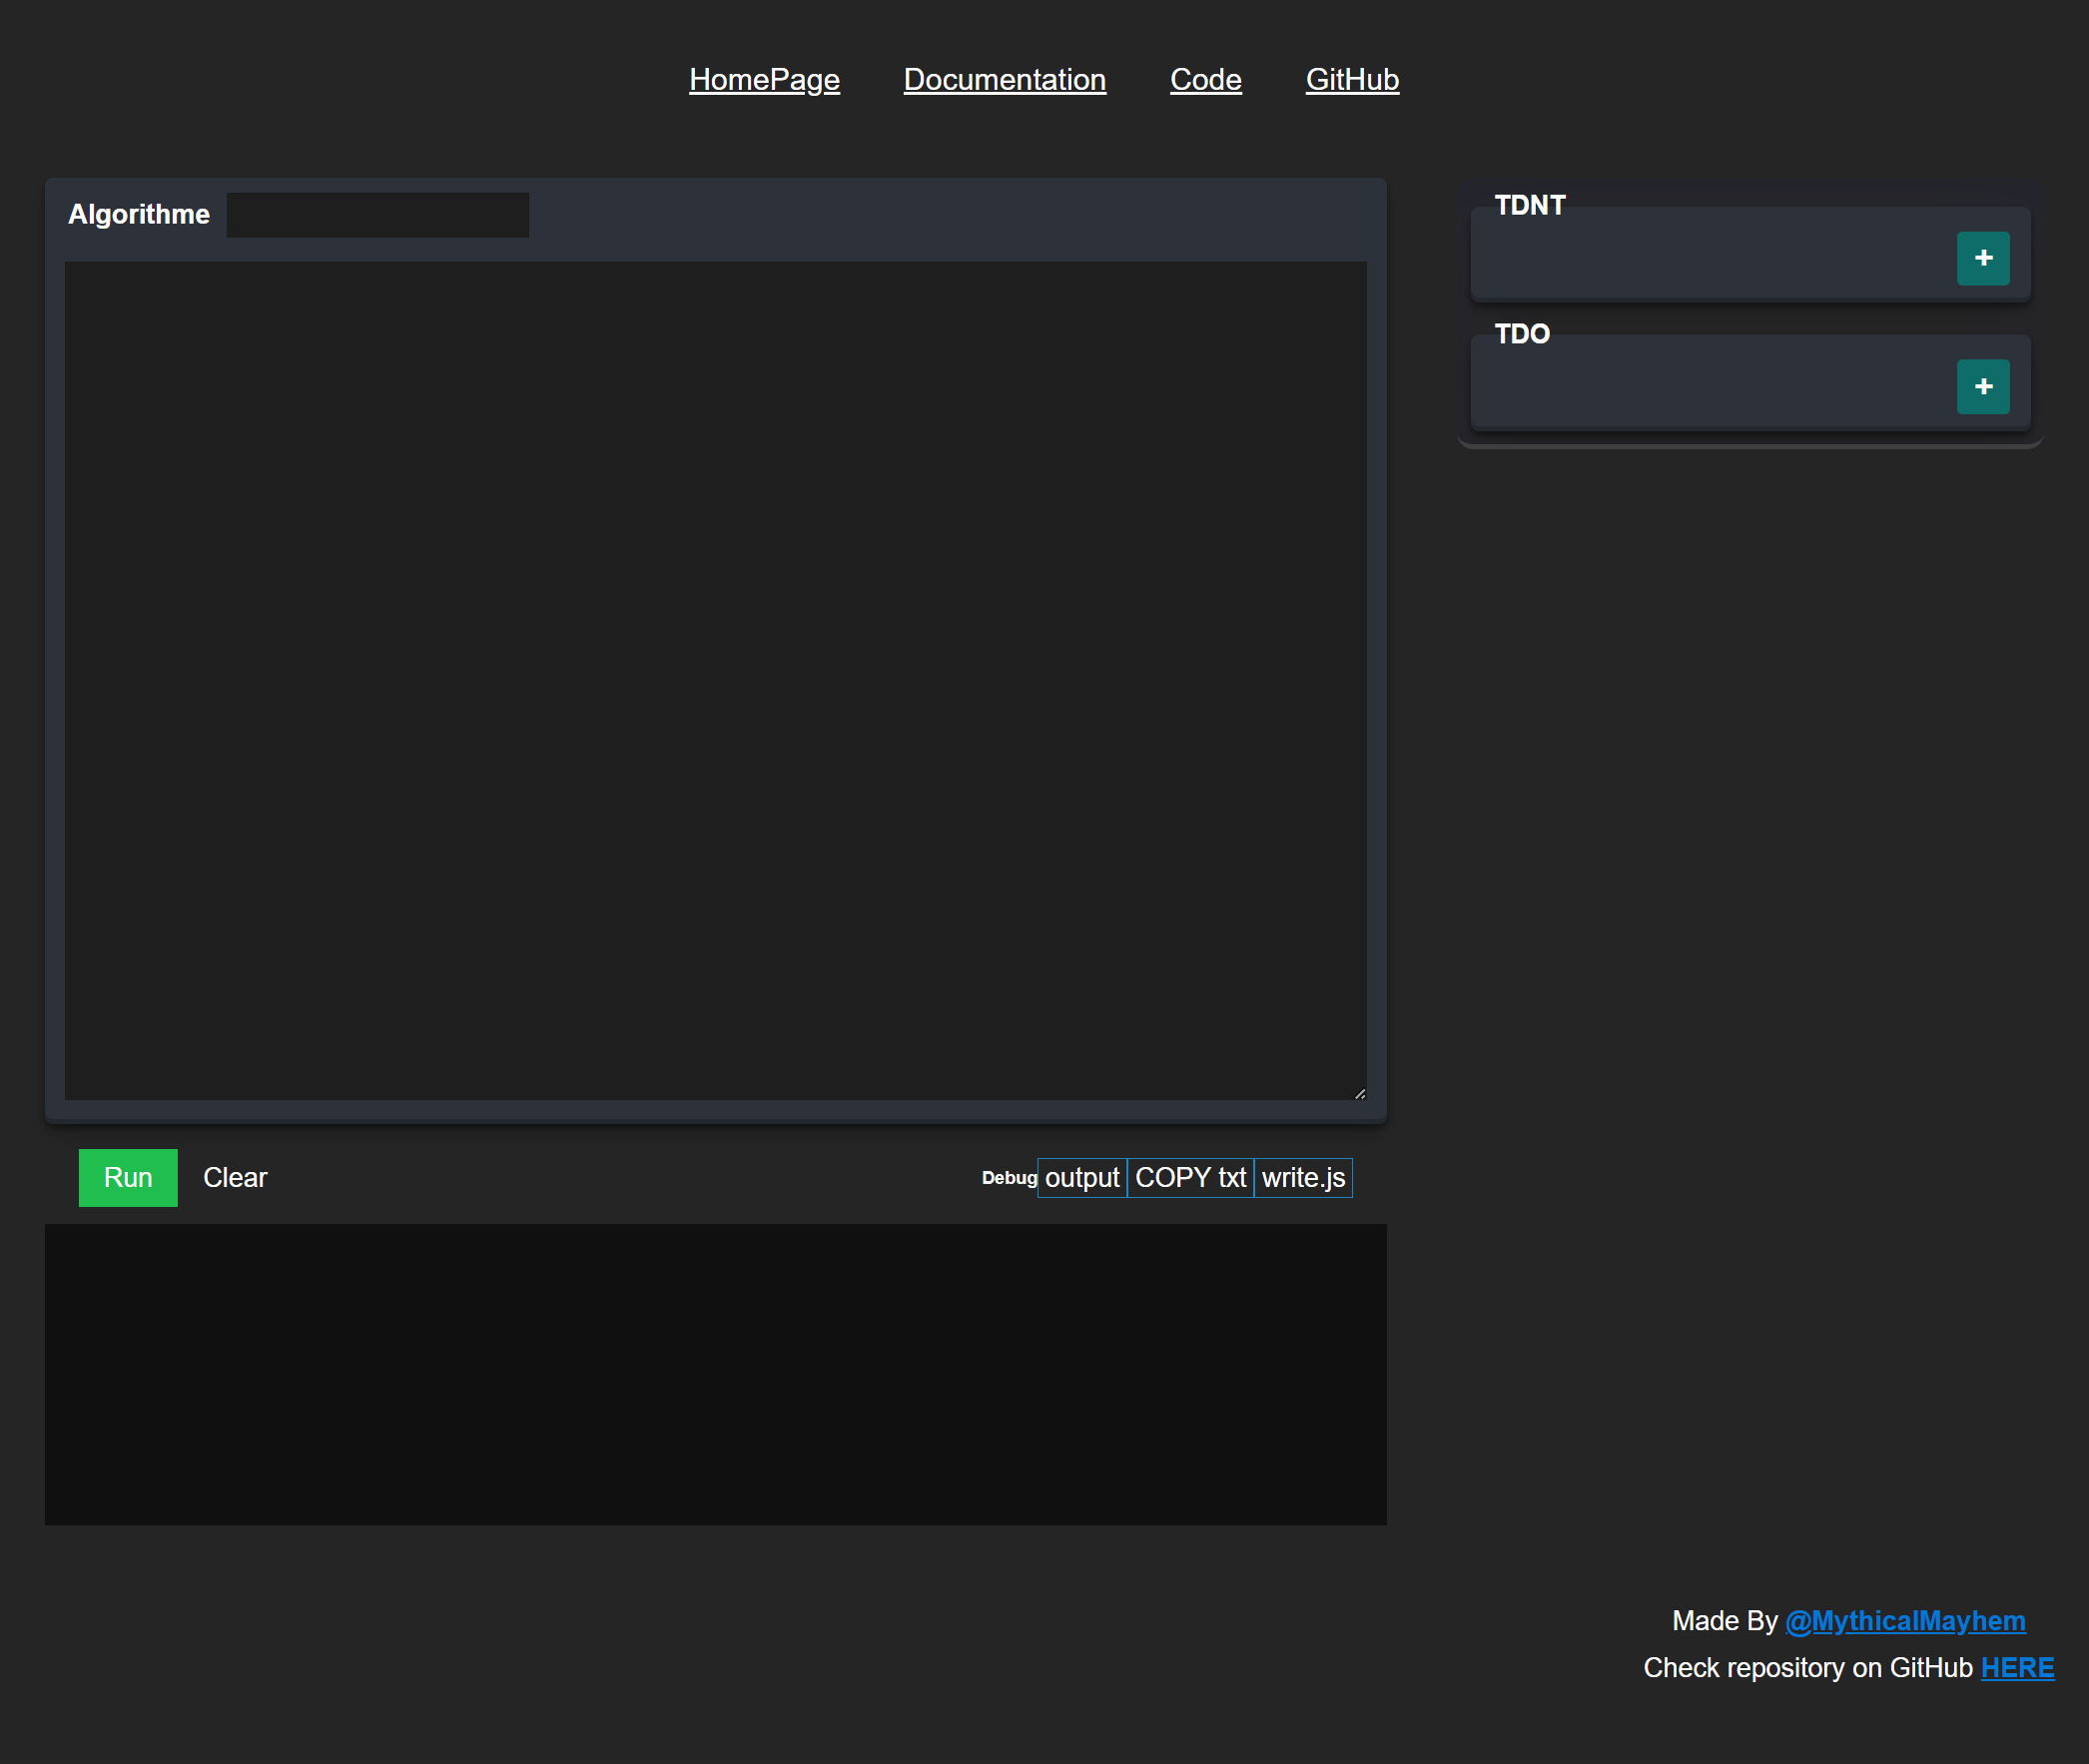 HomePage Documentation Code GitHub
Algorithme
TDNT
+
TDO
+
Run Clear
Debug output COPY txt write.js
Made By @MythicalMayhem
Check repository on GitHub HERE